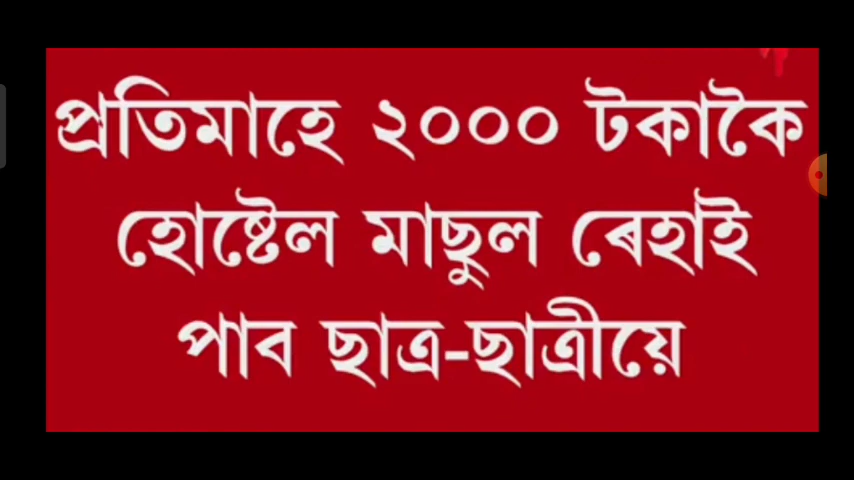 প্ৰতিমাহে ২০০০ টকাকৈ
হোষ্টেল মাছুল ৰেহাই
পাব ছাত্ৰ-ছাত্ৰীয়ে